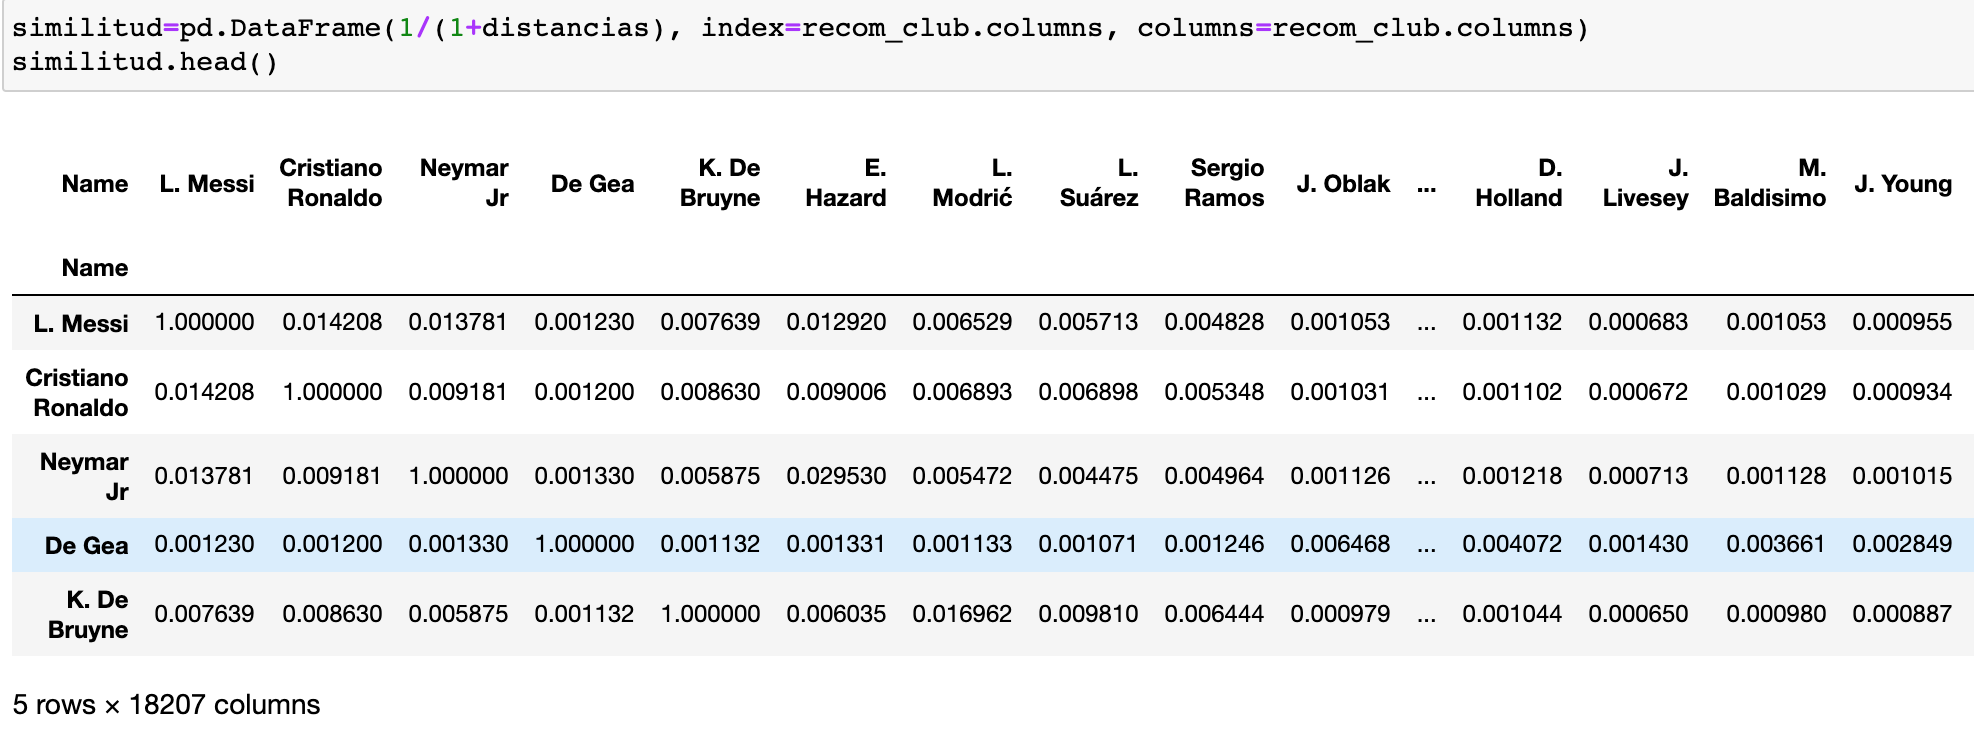 similitud=pd.DataFrame(1/(1+distancias), index=recom_club.columns, columns=recom_club.columns)
similitud.head()
Name L. Messi Cristiano Ronaldo Neymar Jr De Gea K. De Bruyne E. Hazard L. Modrić L. Suárez Sergio Ramos J. Oblak ... D. Holland J. Livesey M. Baldisimo J. Young
Name
L. Messi 1.000000 0.014208 0.013781 0.001230 0.007639 0.012920 0.006529 0.005713 0.004828 0.001053 ... 0.001132 0.000683 0.001053 0.000955
Cristiano Ronaldo 0.014208 1.000000 0.009181 0.001200 0.008630 0.009006 0.006893 0.006898 0.005348 0.001031 ... 0.001102 0.000672 0.001029 0.000934
Neymar Jr 0.013781 0.009181 1.000000 0.001330 0.005875 0.029530 0.005472 0.004475 0.004964 0.001126 ... 0.001218 0.000713 0.001128 0.001015
De Gea 0.001230 0.001200 0.001330 1.000000 0.001132 0.001331 0.001133 0.001071 0.001246 0.006468 ... 0.004072 0.001430 0.003661 0.002849
K. De Bruyne 0.007639 0.008630 0.005875 0.001132 1.000000 0.006035 0.016962 0.009810 0.006444 0.000979 ... 0.001044 0.000650 0.000980 0.000887
5 rows × 18207 columns